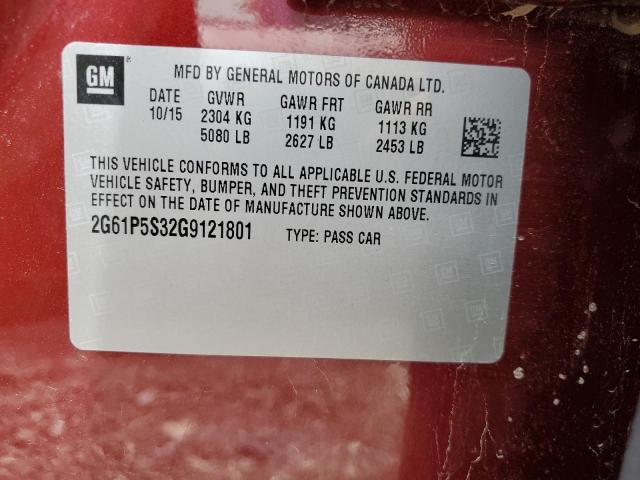 GM
MFD BY GENERAL MOTORS OF CANADA LTD.
DATE GVWR GAWR FRT GAWR RR
10/15 2304 KG 1191 KG 1113 KG
5080 LB 2627 LB 2453 LB
THIS VEHICLE CONFORMS TO ALL APPLICABLE U.S. FEDERAL MOTOR
VEHICLE SAFETY, BUMPER, AND THEFT PREVENTION STANDARDS IN
EFFECT ON THE DATE OF MANUFACTURE SHOWN ABOVE.
2G61P5S32G9121801 TYPE: PASS CAR